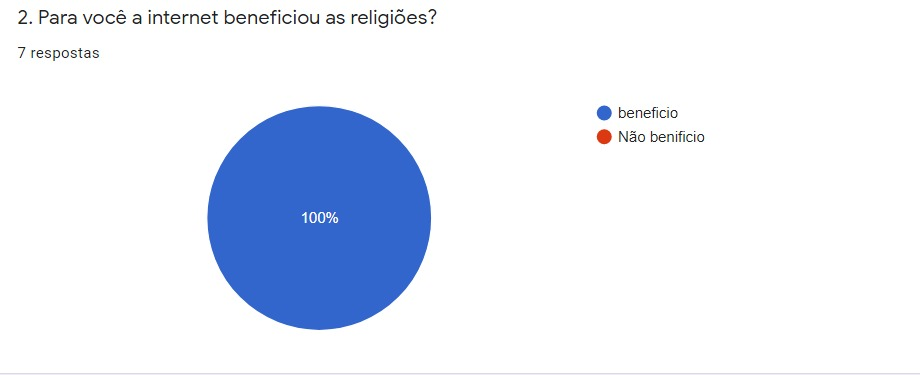 2. Para você a internet beneficiou as religiões?
7 respostas
beneficio
Não benificio
100%